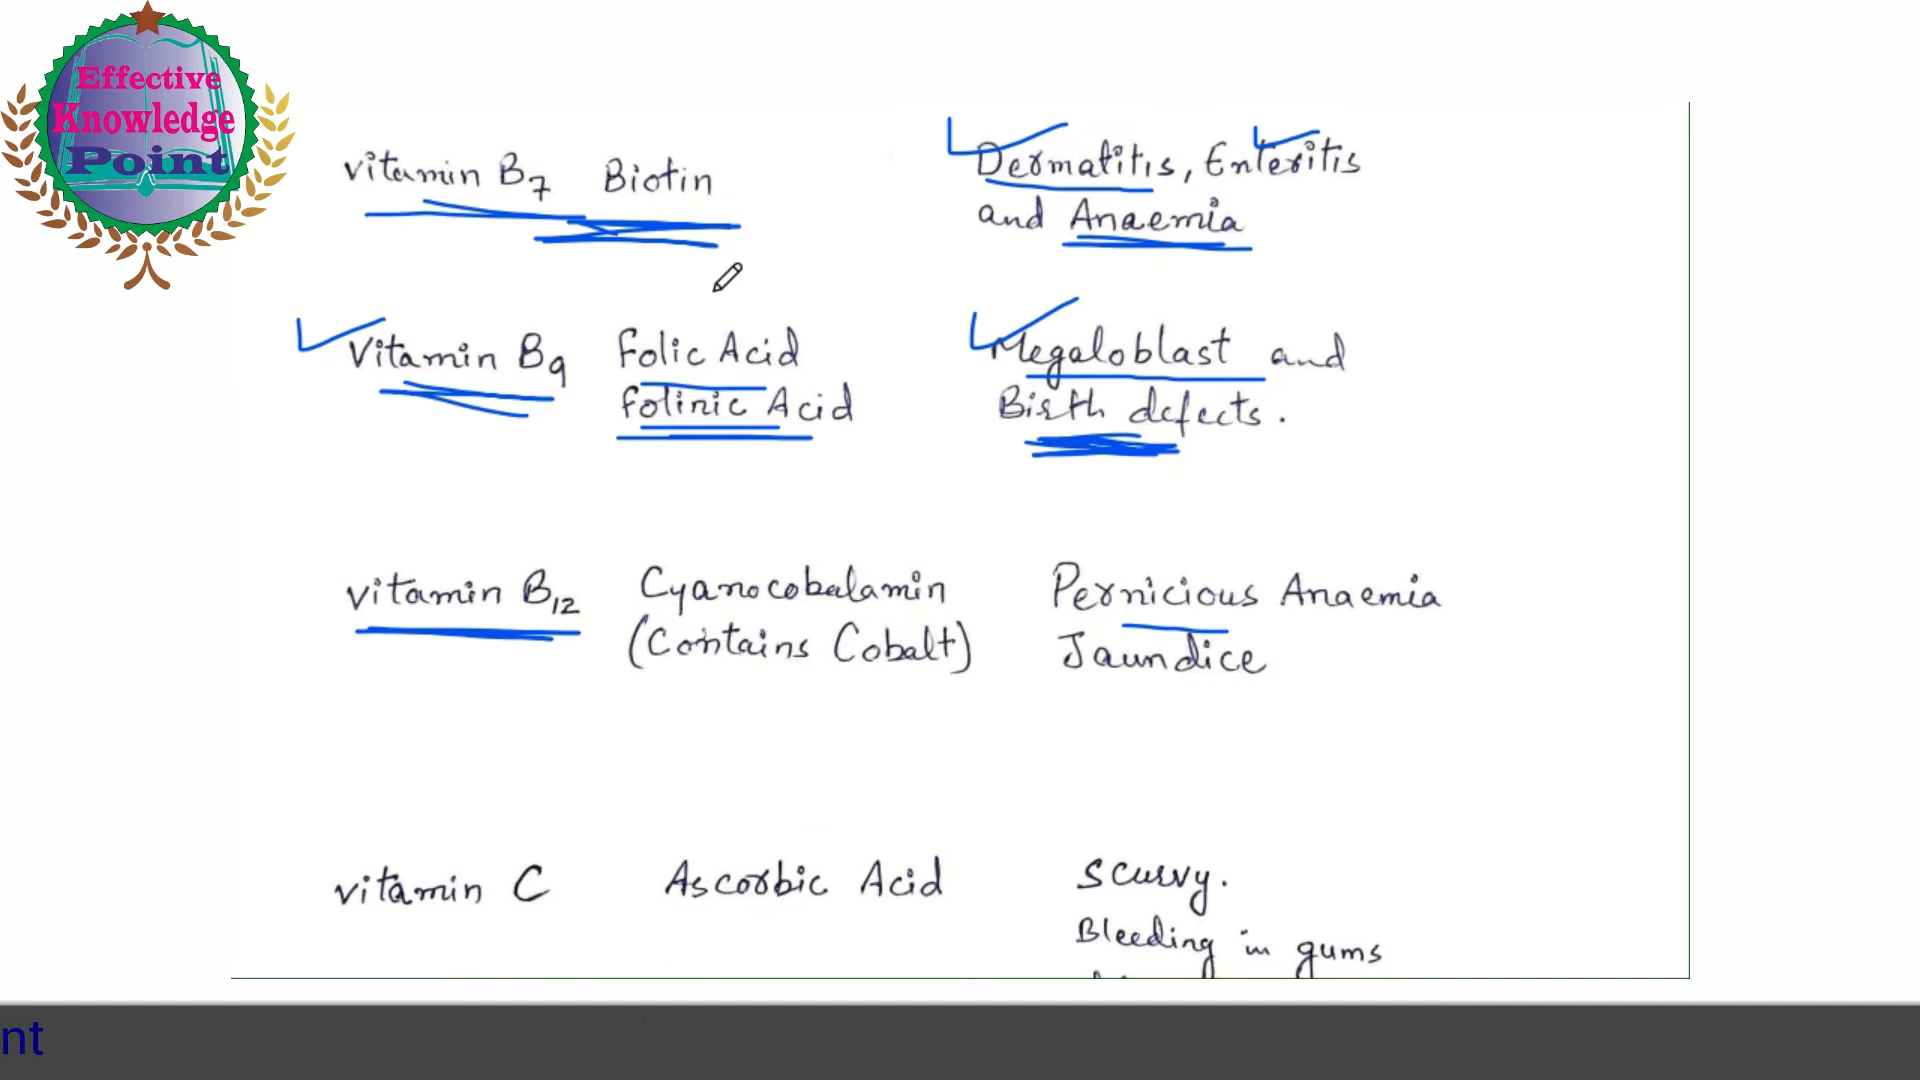 Effective
Knowledge
Point
Vitamin B7 Biotin Dermatitis, Enteritis
and Anaemia
Vitamin B9 Folic Acid Megaloblast and
Folinic Acid Birth defects.
Vitamin B12 Cyanocobalamin Pernicious Anaemia
(Contains Cobalt) Jaundice
Vitamin C Ascorbic Acid Scurvy.
Bleeding in gums
nt